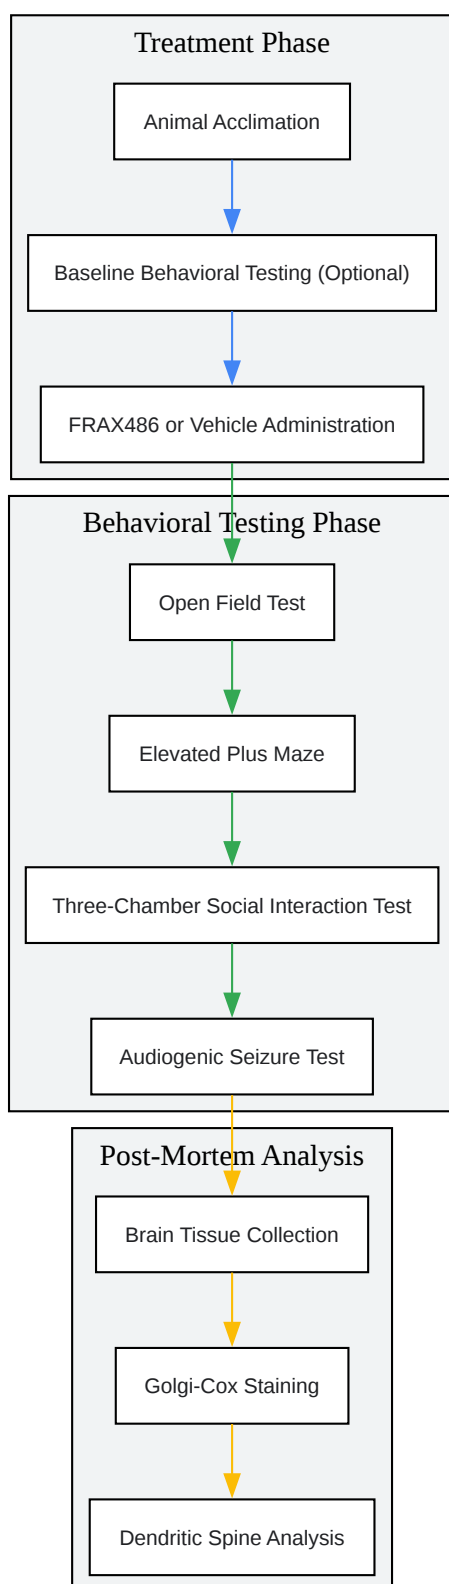 Treatment Phase
Animal Acclimation
Baseline Behavioral Testing (Optional)
FRAX486 or Vehicle Administration
Behavioral Testing Phase
Open Field Test
Elevated Plus Maze
Three-Chamber Social Interaction Test
Audiogenic Seizure Test
Post-Mortem Analysis
Brain Tissue Collection
Golgi-Cox Staining
Dendritic Spine Analysis